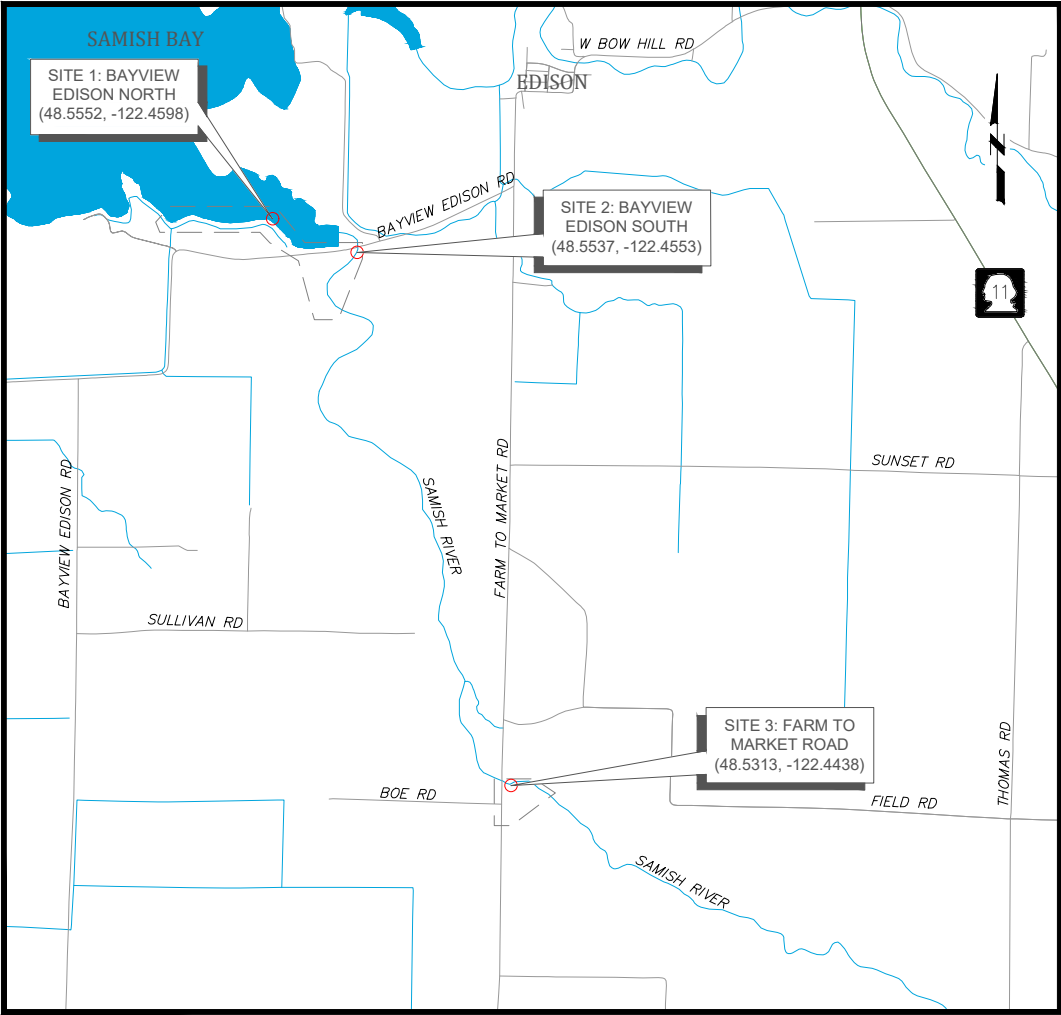 SAMISH BAY
W BOW HILL RD
SITE 1: BAYVIEW
EDISON NORTH
(48.5552, -122.4598)
EDISON
N
BAYVIEW EDISON RD
SITE 2: BAYVIEW
EDISON SOUTH
(48.5537, -122.4553)
11
SUNSET RD
BAYVIEW EDISON RD
SAMISH RIVER
FARM TO MARKET RD
SULLIVAN RD
SITE 3: FARM TO
MARKET ROAD
(48.5313, -122.4438)
THOMAS RD
BOE RD
FIELD RD
SAMISH RIVER